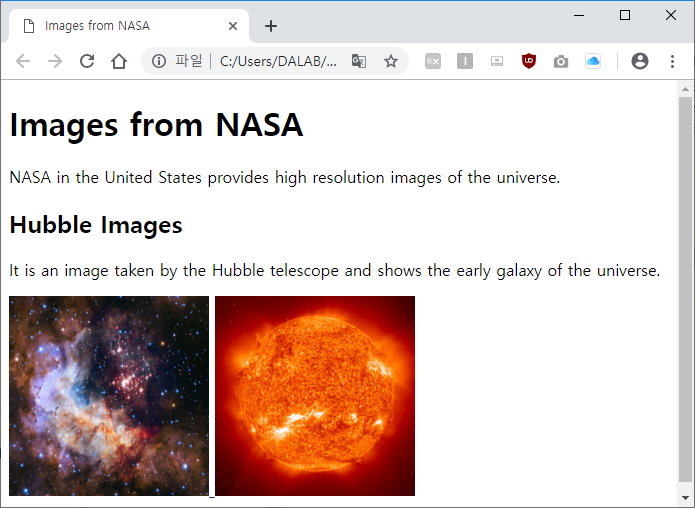 Images from NASA
파일 C:/Users/DALAB/...
Ex
UD
Images from NASA
NASA in the United States provides high resolution images of the universe.
Hubble Images
It is an image taken by the Hubble telescope and shows the early galaxy of the universe.